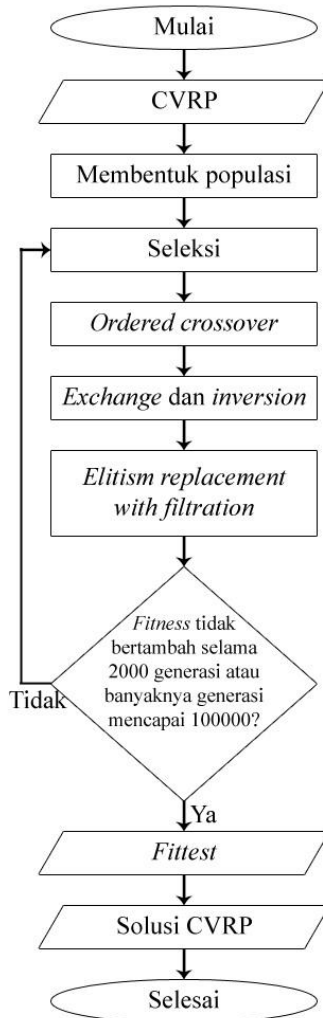 Mulai
CVRP
Membentuk populasi
Seleksi
Ordered crossover
Exchange dan inversion
Elitism replacement
with filtration
Fitness tidak
bertambah selama
2000 generasi atau
banyaknya generasi
mencapai 100000?
Tidak
Ya
Fittest
Solusi CVRP
Selesai